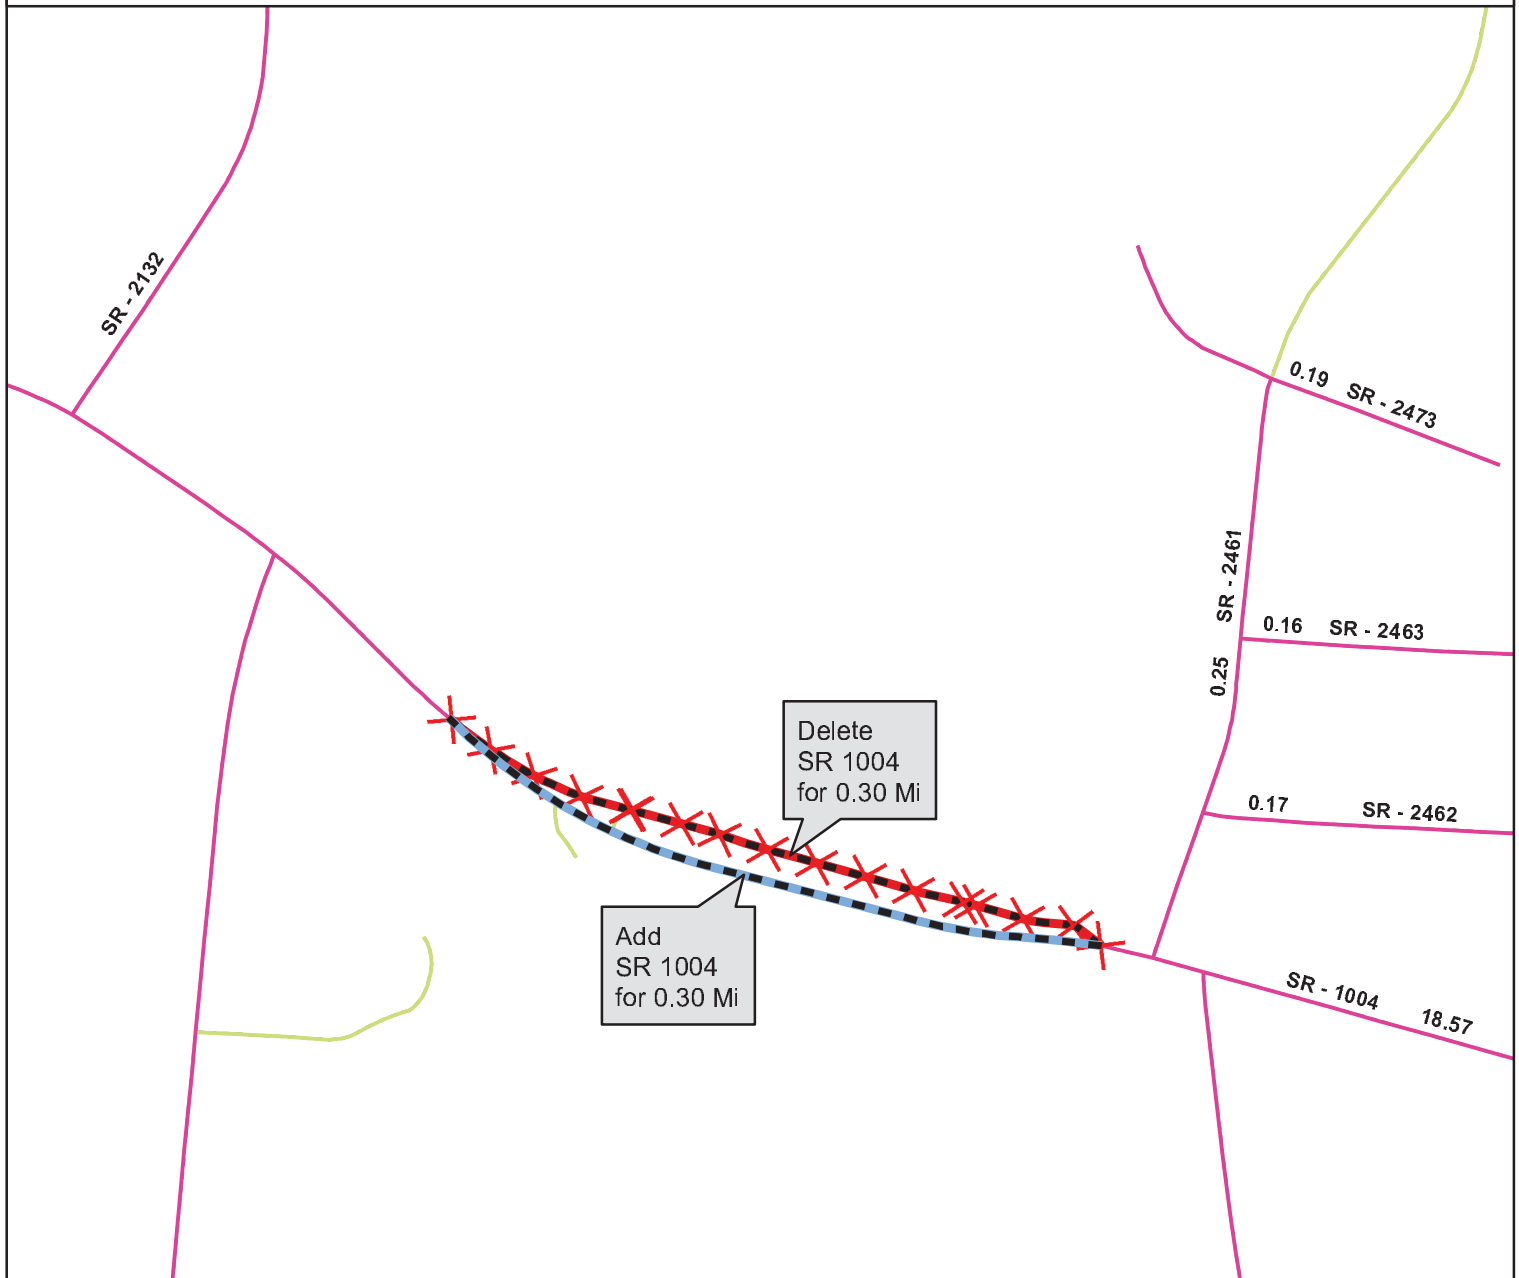 SR - 2132
0.19 SR - 2473
SR - 2461
0.16 SR - 2463
0.25
Delete
SR 1004
for 0.30 Mi
0.17 SR - 2462
Add
SR 1004
for 0.30 Mi
SR - 1004 18.57